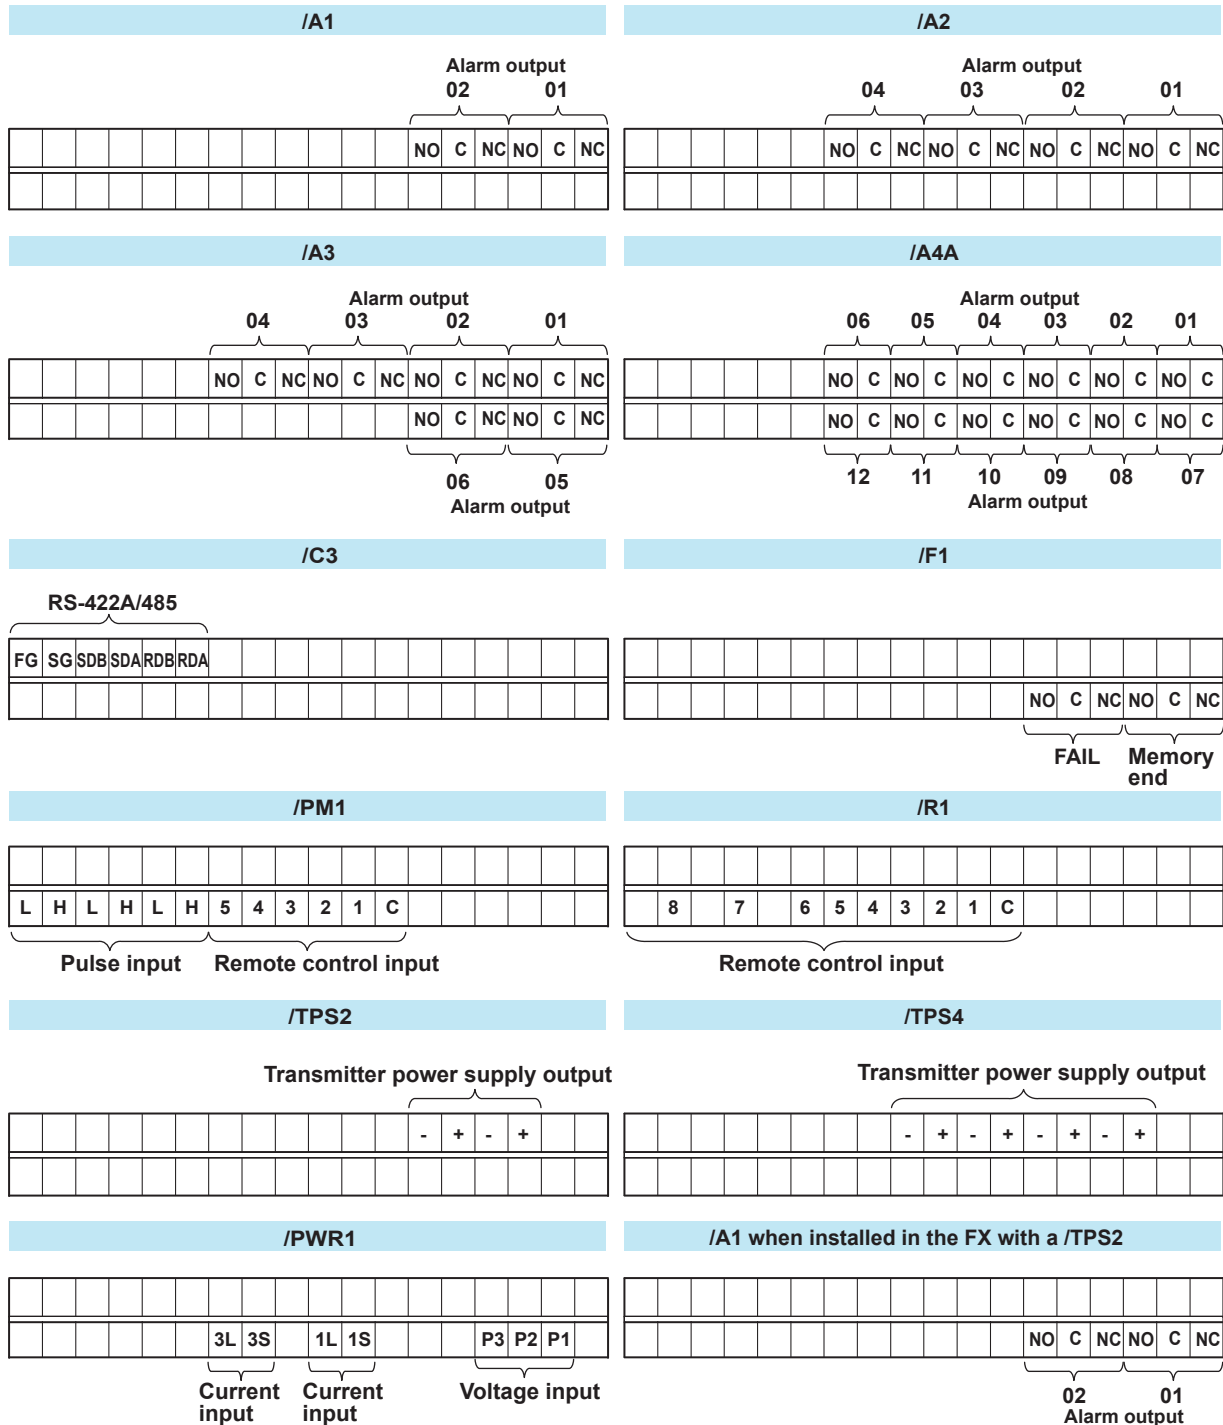 /A1
Alarm output
02 01
NO C NC NO C NC
/A2
Alarm output
04 03 02 01
NO C NC NO C NC NO C NC NO C NC
/A3
Alarm output
04 03 02 01
NO C NC NO C NC NO C NC NO C NC
NO C NC NO C NC
06 05
Alarm output
/A4A
Alarm output
06 05 04 03 02 01
NO C NO C NO C NO C NO C NO C
NO C NO C NO C NO C NO C NO C
12 11 10 09 08 07
Alarm output
/C3
RS-422A/485
FG SG SDB SDA RDB RDA
/F1
NO C NC NO C NC
FAIL Memory
end
/PM1
L H L H L H 5 4 3 2 1 C
Pulse input Remote control input
/R1
8 7 6 5 4 3 2 1 C
Remote control input
/TPS2
Transmitter power supply output
- + - +
/TPS4
Transmitter power supply output
- + - + - + - +
/PWR1
3L 3S 1L 1S P3 P2 P1
Current Current Voltage input
input input
/A1 when installed in the FX with a /TPS2
NO C NC NO C NC
02 01
Alarm output